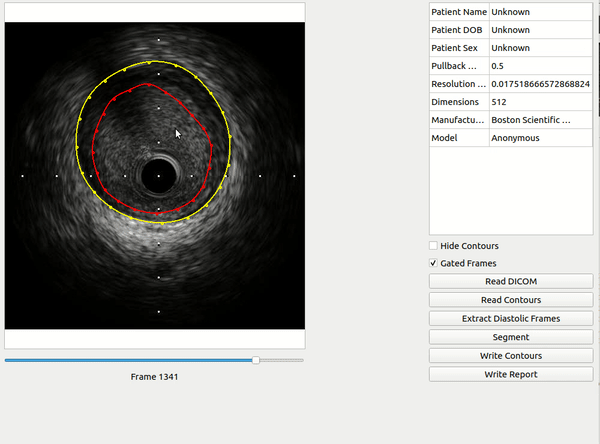 Patient Name Unknown
Patient DOB Unknown
Patient Sex Unknown
Pullback ... 0.5
Resolution ... 0.017518666572868824
Dimensions 512
Manufactu... Boston Scientific ...
Model Anonymous
Hide Contours
Gated Frames
Read DICOM
Read Contours
Extract Diastolic Frames
Segment
Write Contours
Write Report
Frame 1341